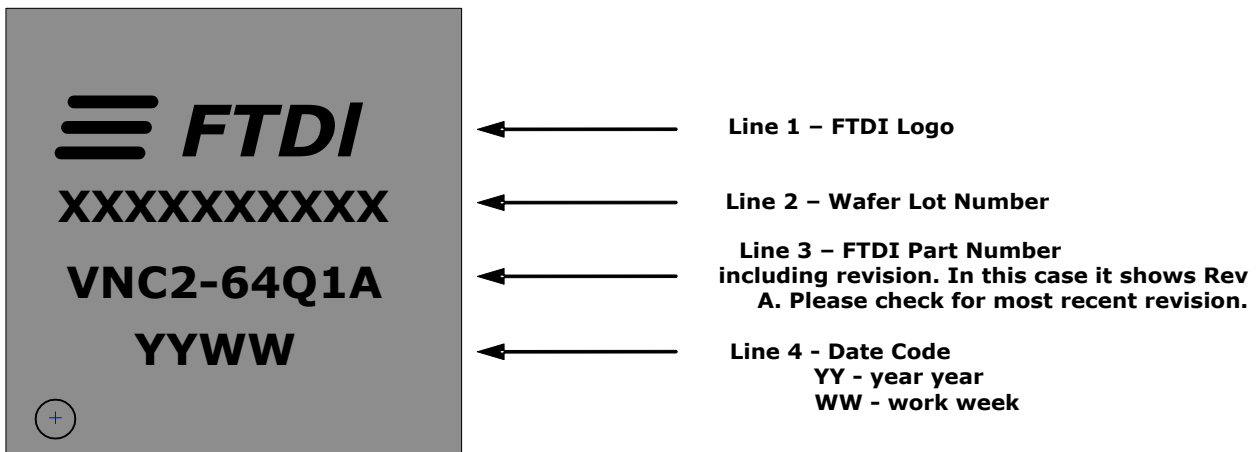 FTDI
Line 1 – FTDI Logo
XXXXXXXXXX
Line 2 – Wafer Lot Number
VNC2-64Q1A
Line 3 – FTDI Part Number
including revision. In this case it shows Rev
A. Please check for most recent revision.
YYWW
Line 4 - Date Code
YY - year year
WW - work week